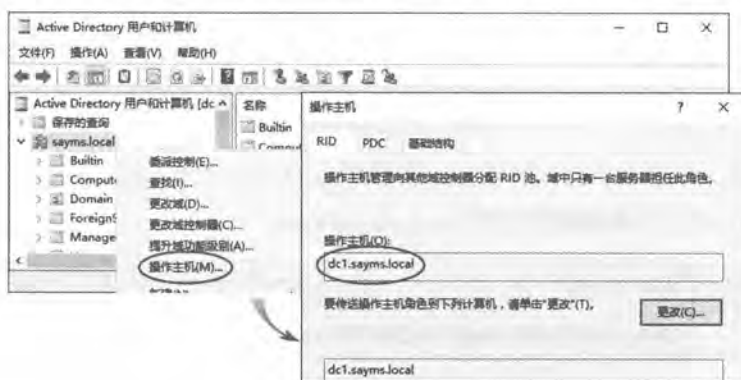 Active Directory 用户和计算机
文件(F) 操作(A) 查看(V) 帮助(H)
Active Directory 用户和计算机 [dc
保存的查询
sayms.local
Builtin
Compute
Domain
ForeignS
Manage
名称
Builtin
Comput
委派控制(E)...
查找(I)...
更改域(D)...
更改域控制器(C)...
提升域功能级别(A)...
操作主机(M)...
操作主机
RID PDC 基础结构
操作主机管理向其他域控制器分配 RID 池。域中只有一台服务器担任此角色。
操作主机(O):
dc1.sayms.local
要传送操作主机角色到下列计算机，请单击"更改"(T)。
更改(C)...
dc1.sayms.local